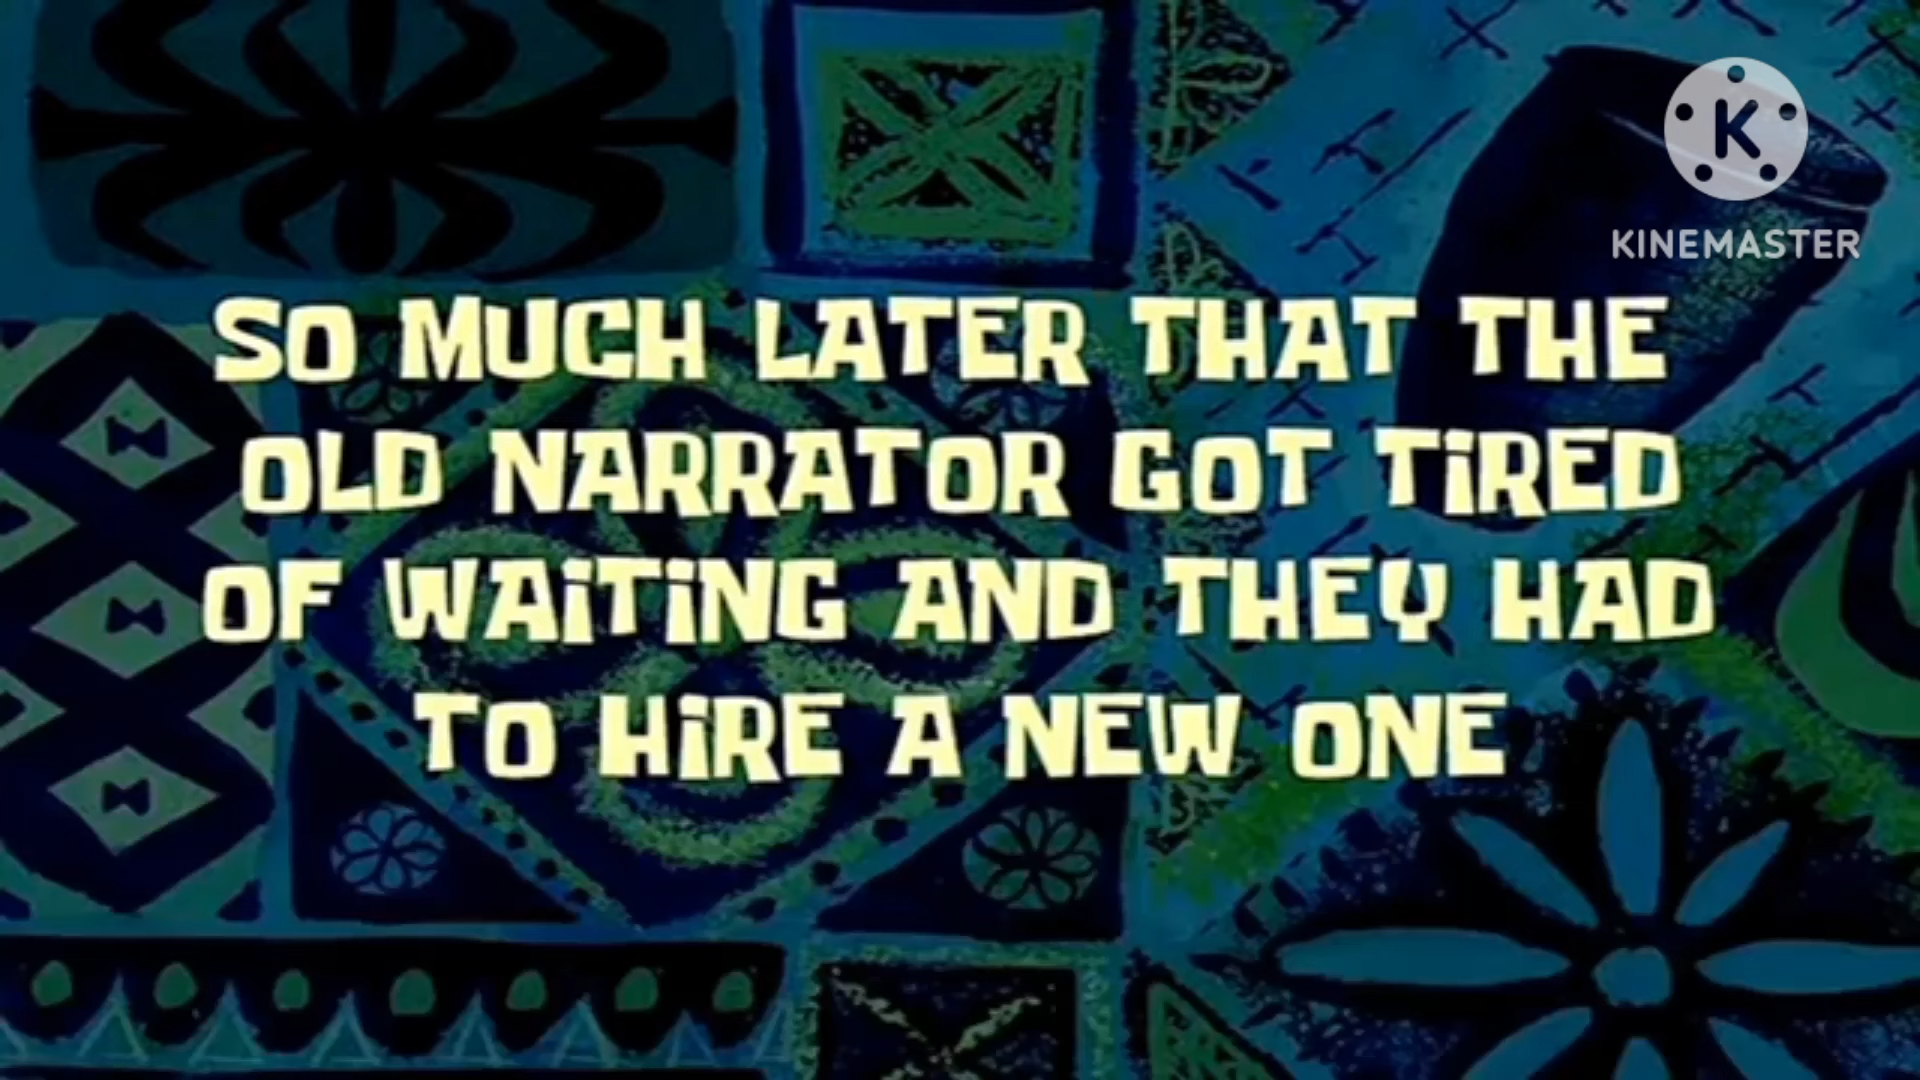 K
KINEMASTER
SO MUCH LATER THAT THE
OLD NARRATOR GOT TiRED
OF WAiTiNG AND THEY HAD
TO HiRE A NEW ONE